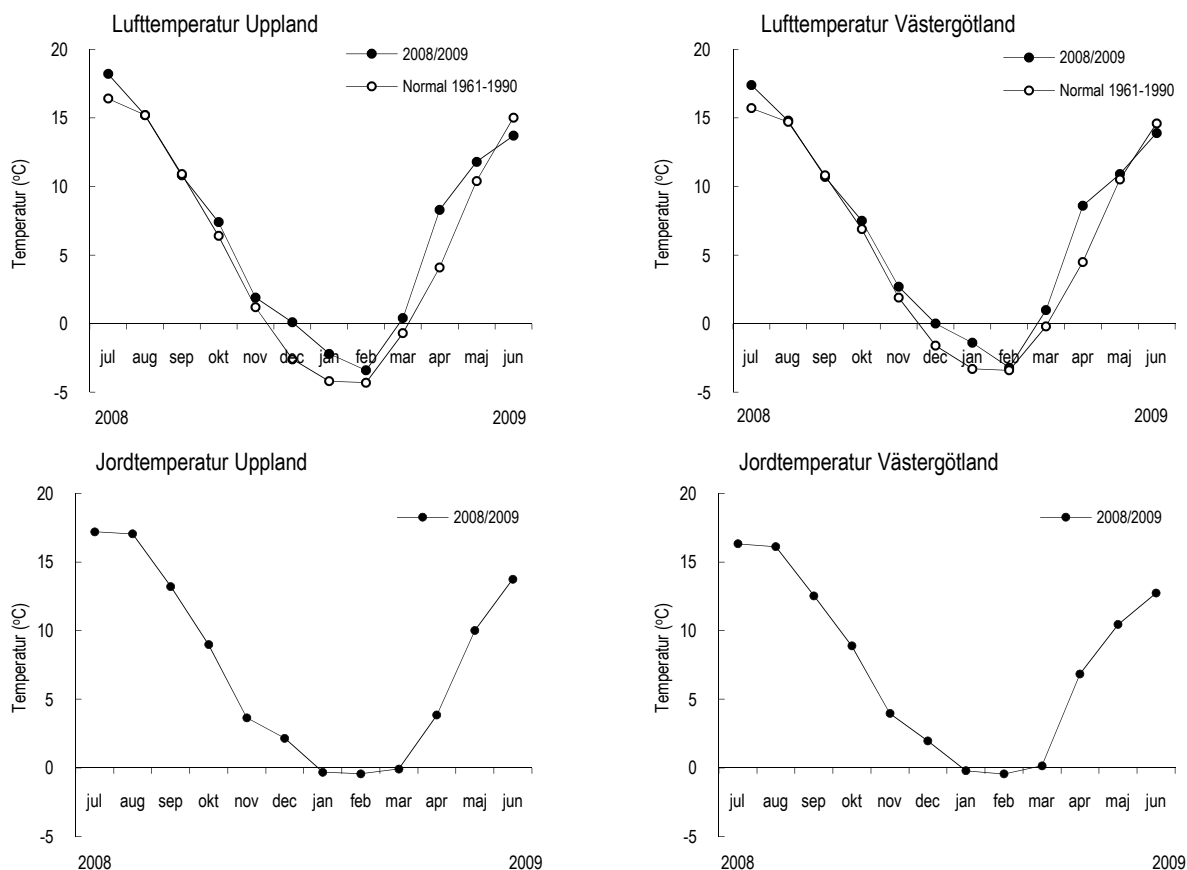 Lufttemperatur Uppland
20
15
10
5
0
-5
Temperatur (°C)
2008/2009
Normal 1961-1990
jul aug sep okt nov dec jan feb mar apr maj jun
2008 2009
Lufttemperatur Västergötland
20
15
10
5
0
-5
Temperatur (°C)
2008/2009
Normal 1961-1990
jul aug sep okt nov dec jan feb mar apr maj jun
2008 2009
Jordtemperatur Uppland
20
15
10
5
0
-5
Temperatur (°C)
2008/2009
jul aug sep okt nov dec jan feb mar apr maj jun
2008 2009
Jordtemperatur Västergötland
20
15
10
5
0
-5
Temperatur (°C)
2008/2009
jul aug sep okt nov dec jan feb mar apr maj jun
2008 2009